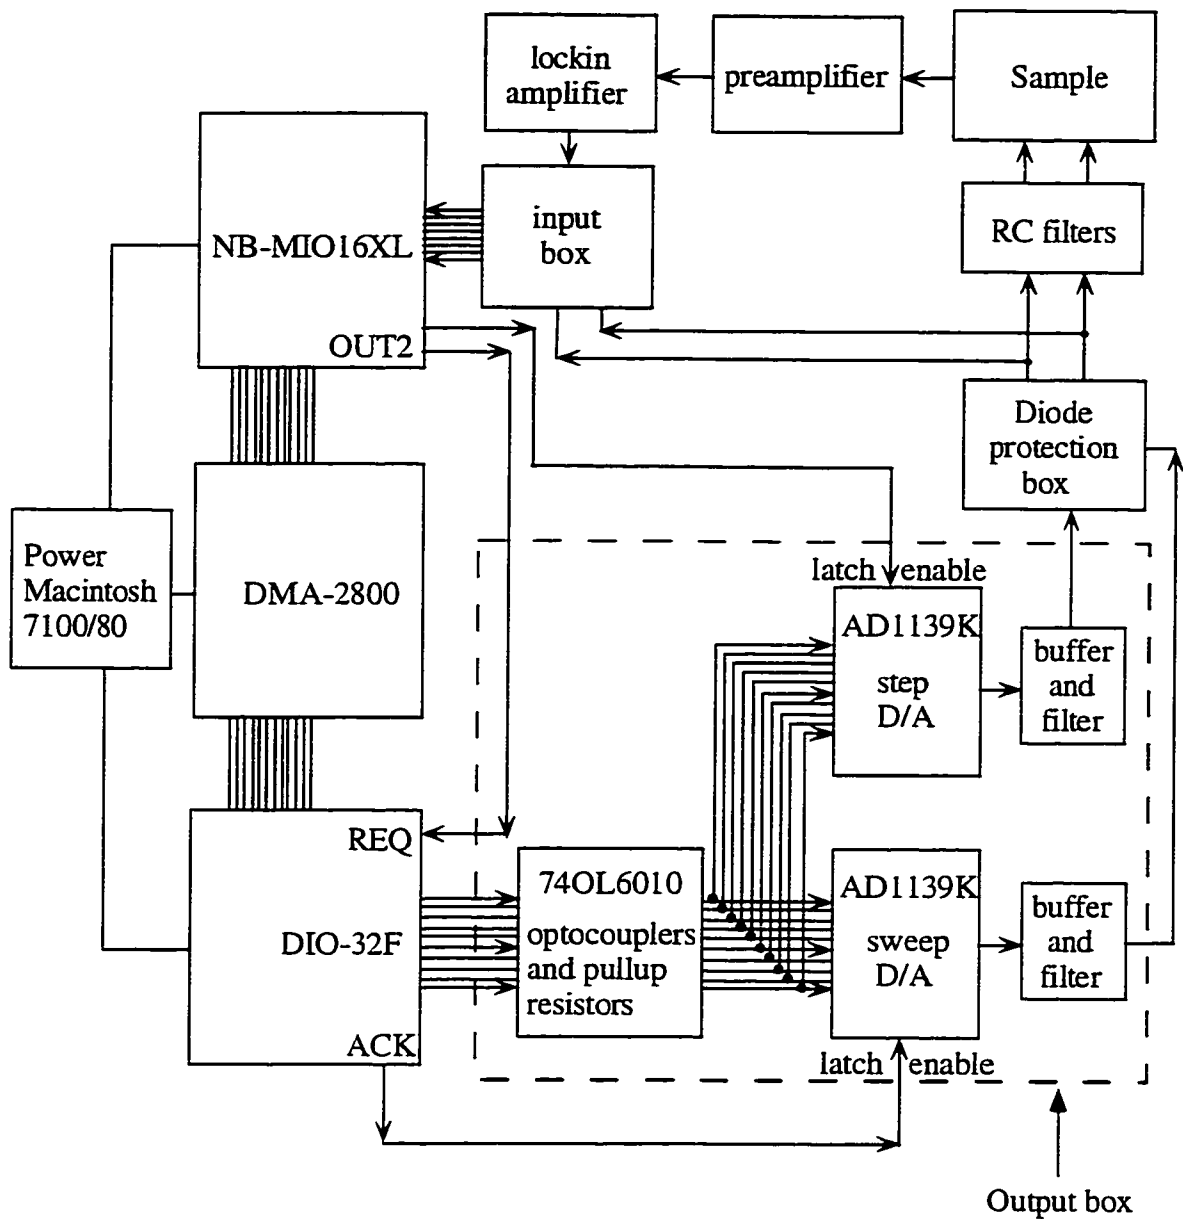 lockin
amplifier
preamplifier
Sample
NB-MIO16XL
OUT2
input
box
RC filters
Diode
protection
box
Power
Macintosh
7100/80
DMA-2800
latch enable
AD1139K
step
D/A
buffer
and
filter
REQ
DIO-32F
ACK
74OL6010
optocouplers
and pullup
resistors
AD1139K
sweep
D/A
buffer
and
filter
latch enable
Output box